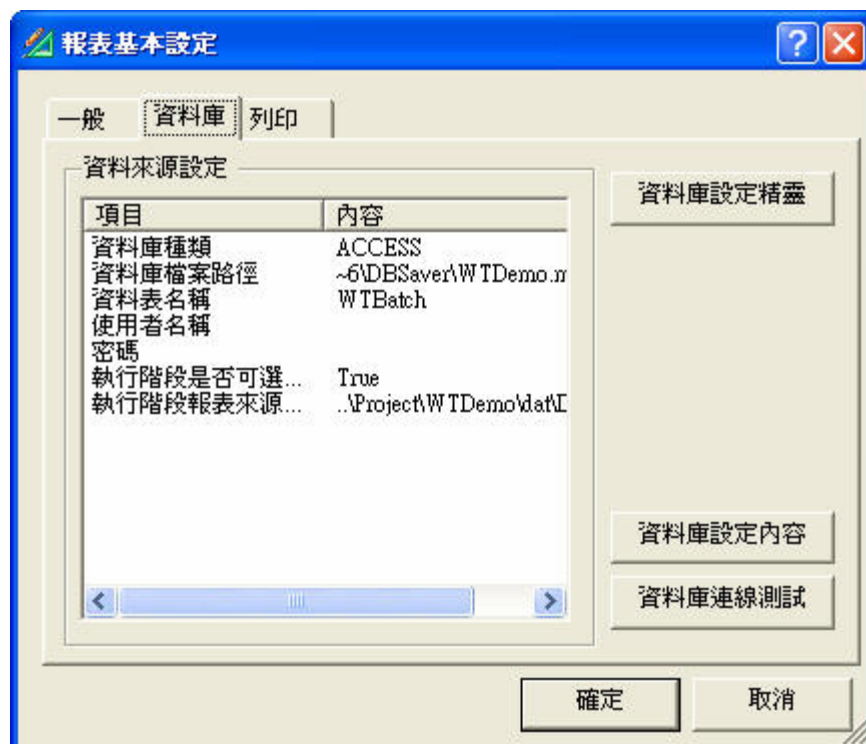 報表基本設定
一般 資料庫 列印
資料來源設定
項目 內容
資料庫種類 ACCESS
資料庫檔案路徑 ~6\DBSaver\WTDemo.m
資料表名稱 WTBatch
使用者名稱
密碼
執行階段是否可選... True
執行階段報表來源... ..\Project\WTDemo\dat\D
資料庫設定精靈
資料庫設定內容
資料庫連線測試
確定 取消